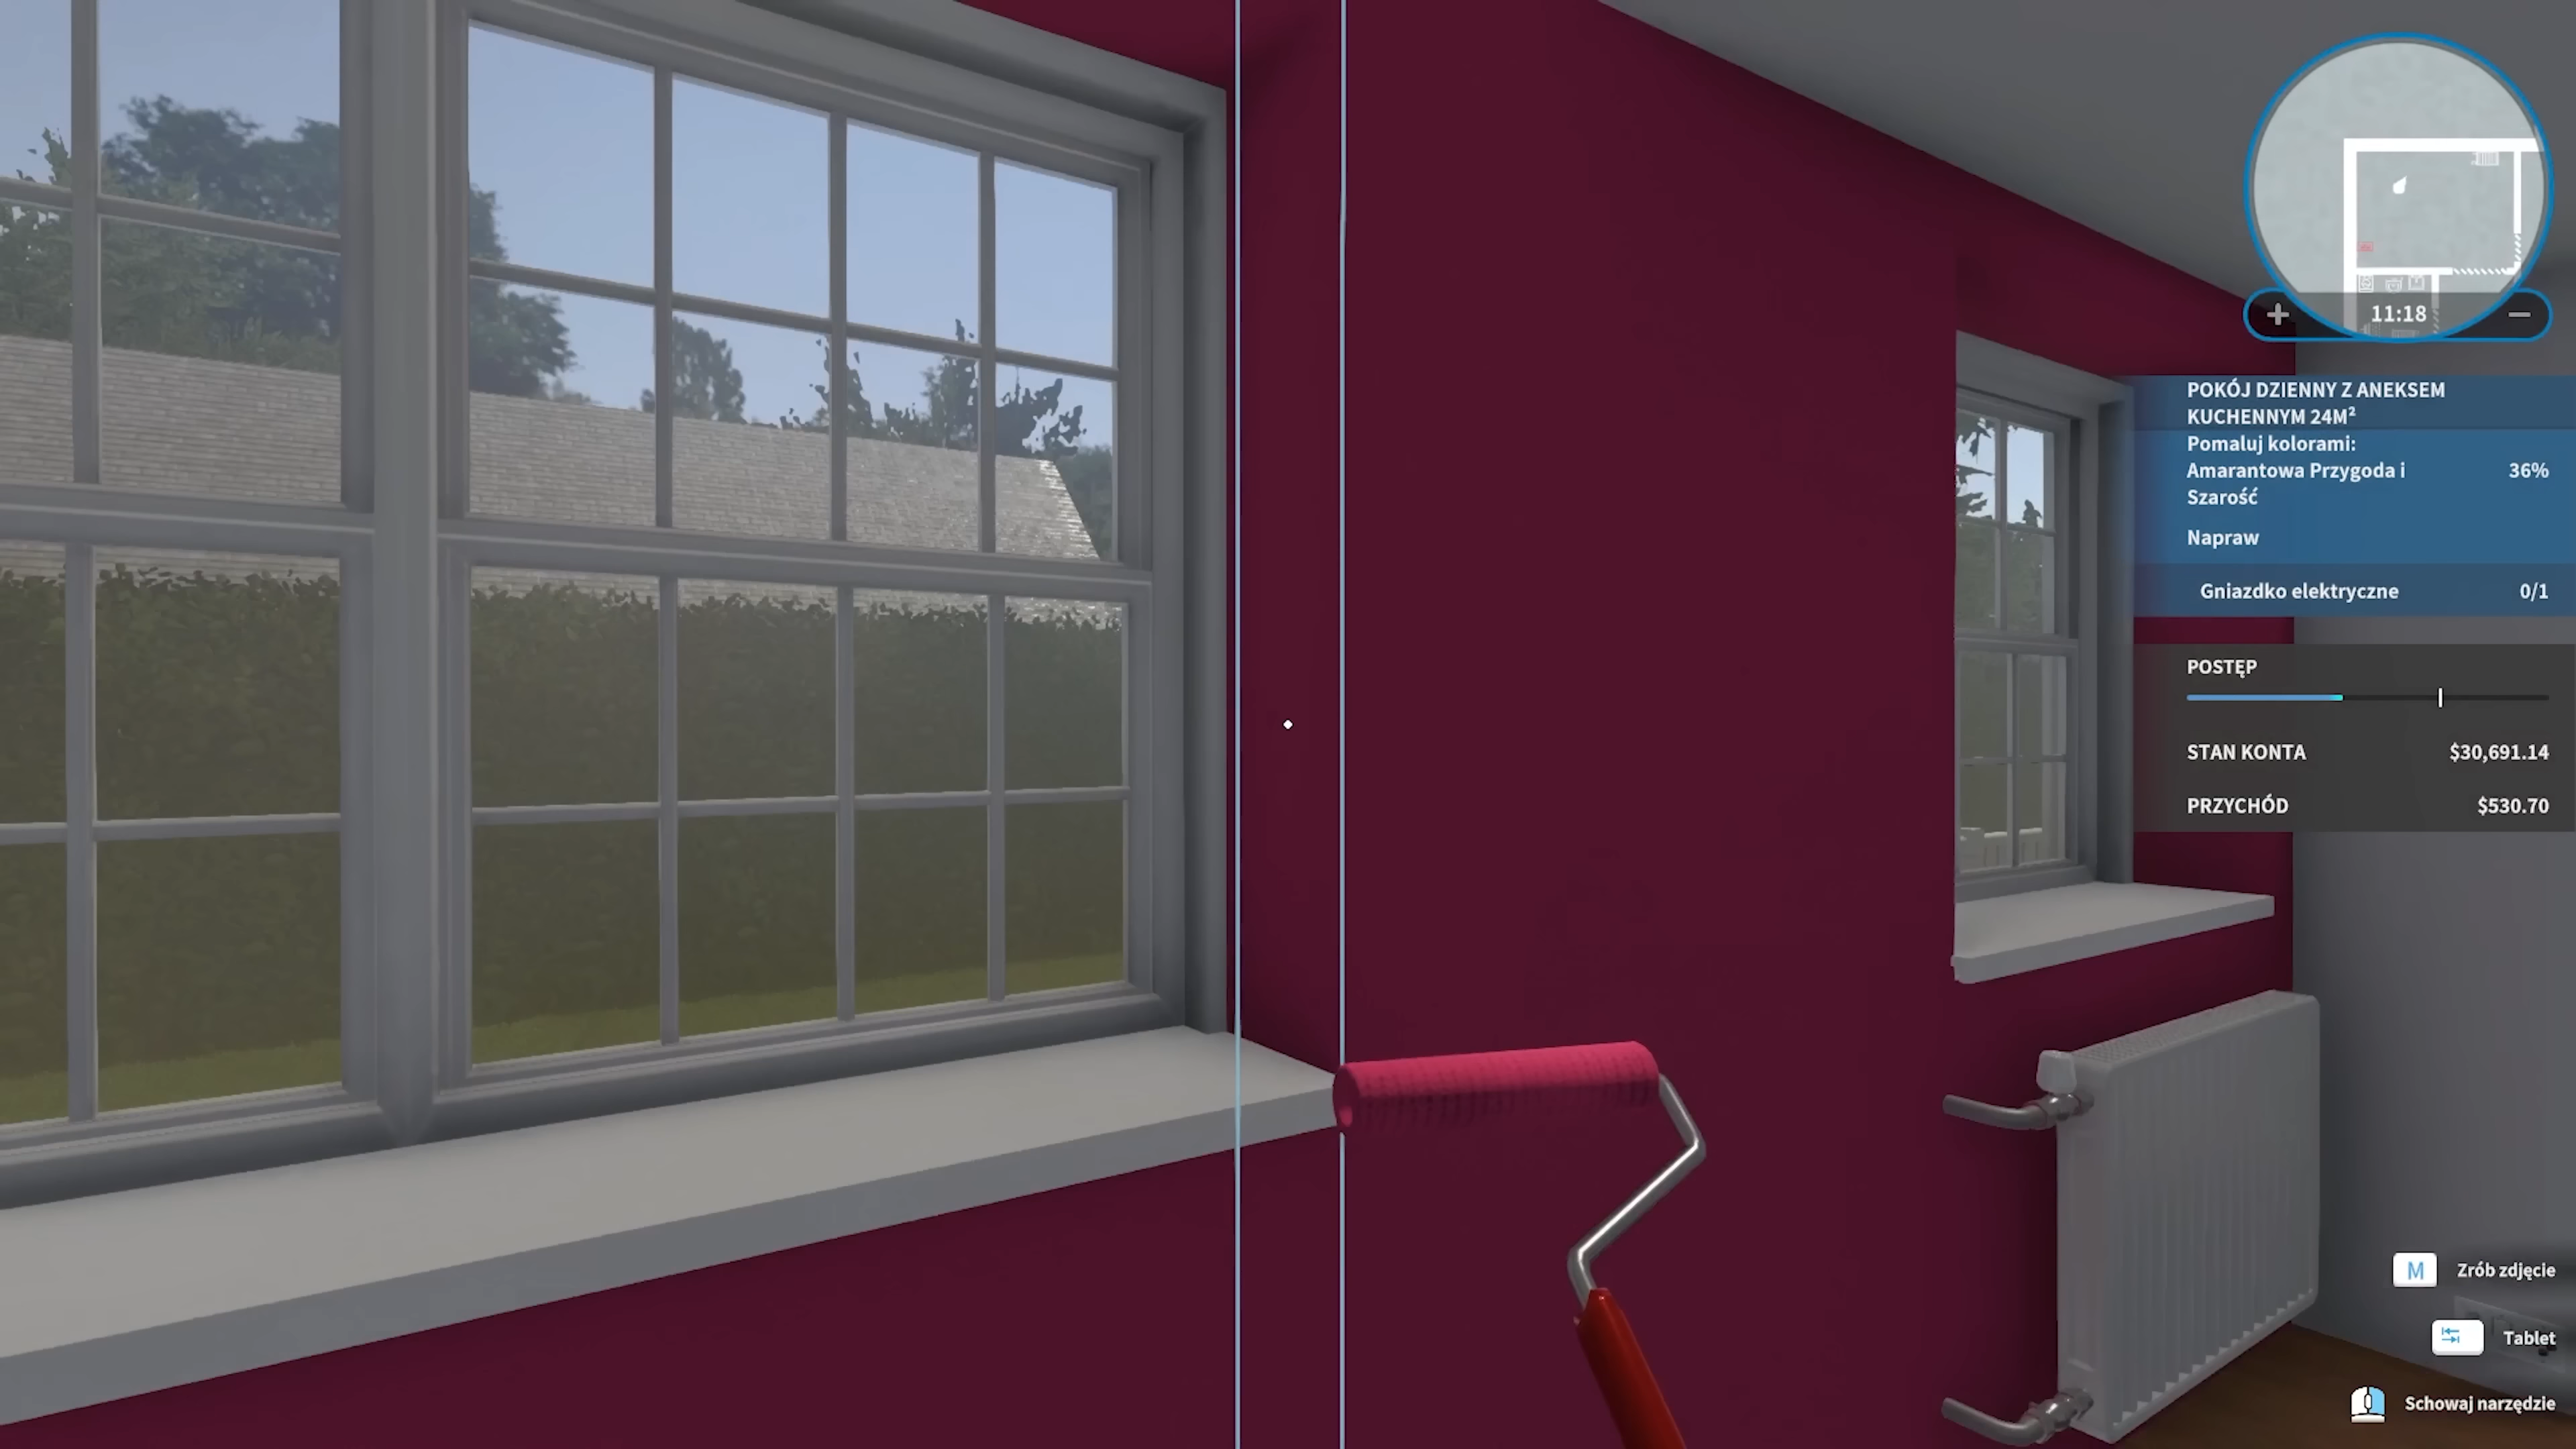 11:18
POKÓJ DZIENNY Z ANEKSEM
KUCHENNYM 24M²
Pomaluj kolorami:
Amarantowa Przygoda i 36%
Szarość
Napraw
Gniazdko elektryczne 0/1
POSTĘP
STAN KONTA $30,691.14
PRZYCHÓD $530.70
M Zrób zdjęcie
Tablet
Schowaj narzędzie